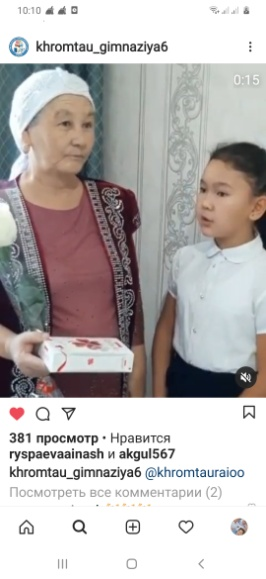 10:10
khromtau_gimnaziya6
0:15
381 просмотр • Нравится
ryspaevaainash и akgul567
khromtau_gimnaziya6 @khromtauraioo
Посмотреть все комментарии (2)